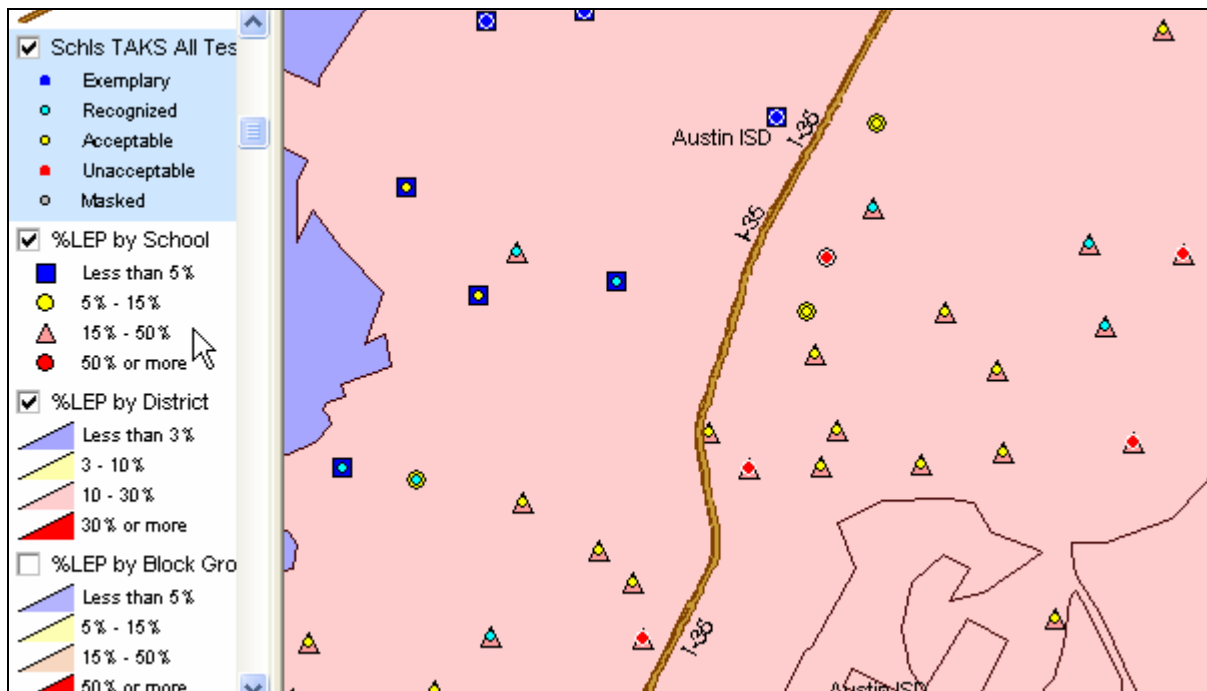 Schls TAKS All Tes
Exemplary
Recognized
Acceptable
Unacceptable
Masked
%LEP by School
Less than 5%
5% - 15%
15% - 50%
50% or more
%LEP by District
Less than 3%
3 - 10%
10 - 30%
30% or more
%LEP by Block Gro
Less than 5%
5% - 15%
15% - 50%
50% or more
Austin ISD
I-35
I-35
I-35
Austin ISD